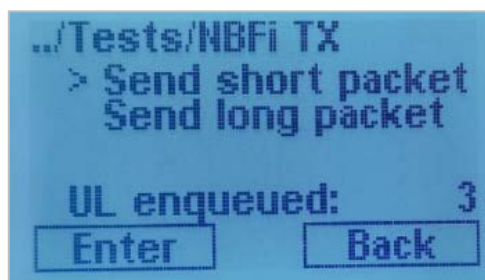 ../Tests/NBFi TX
> Send short packet
Send long packet
UL enqueued: 3
Enter Back